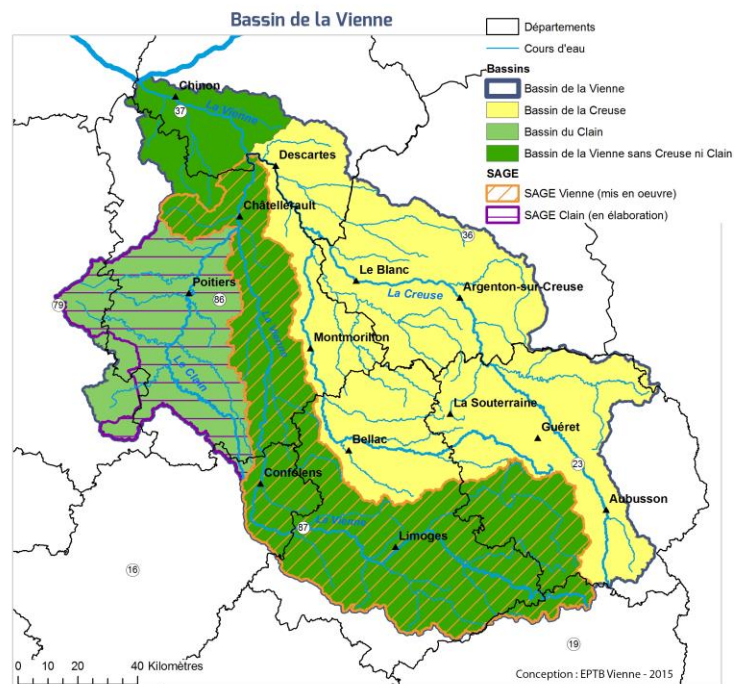 Bassin de la Vienne
Départements
Cours d'eau
Bassins
Bassin de la Vienne
Bassin de la Creuse
Bassin du Clain
Bassin de la Vienne sans Creuse ni Clain
SAGE
SAGE Vienne (mis en oeuvre)
SAGE Clain (en élaboration)
Chinon
La Vienne
37
Descartes
Châtellerault
36
Le Blanc
Poitiers
86
La Creuse
Argenton-sur-Creuse
79
La Vienne
Montmorillon
Le Clain
La Souterraine
Guéret
Bellac
23
Confolens
Aubusson
La Vienne
87
Limoges
16
19
0 10 20 40 Kilomètres
Conception : EPTB Vienne - 2015